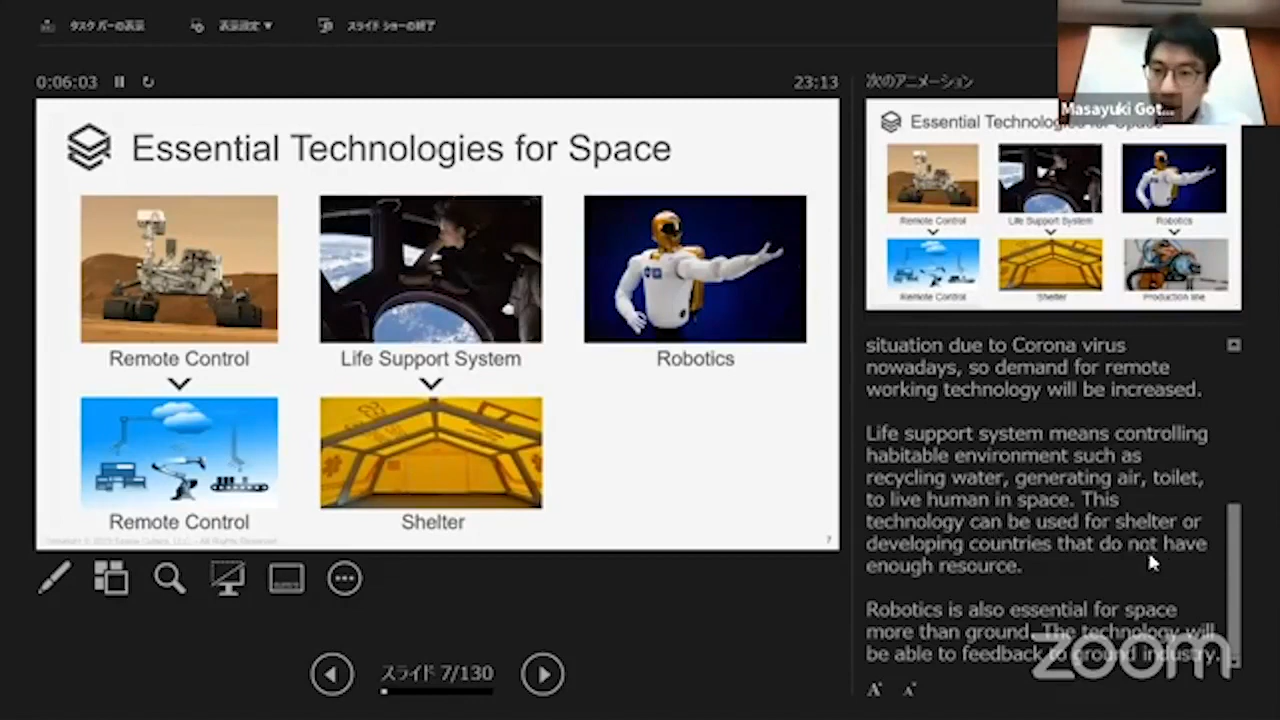 タスク バーの表示
表示設定 ▼
スライド ショーの終了
0:06:03
23:13
次のアニメーション
Masayuki Got...
Essential Technologies for Space
Remote Control
Life Support System
Robotics
Remote Control
Shelter
7
Essential Technologies for Space
Remote Control
Life Support System
Robotics
Remote Control
Shelter
Production line
situation due to Corona virus
nowadays, so demand for remote
working technology will be increased.
Life support system means controlling
habitable environment such as
recycling water, generating air, toilet,
to live human in space. This
technology can be used for shelter or
developing countries that do not have
enough resource.
Robotics is also essential for space
more than ground. The technology will
be able to feedback to ground industry.
スライド 7/130
zoom